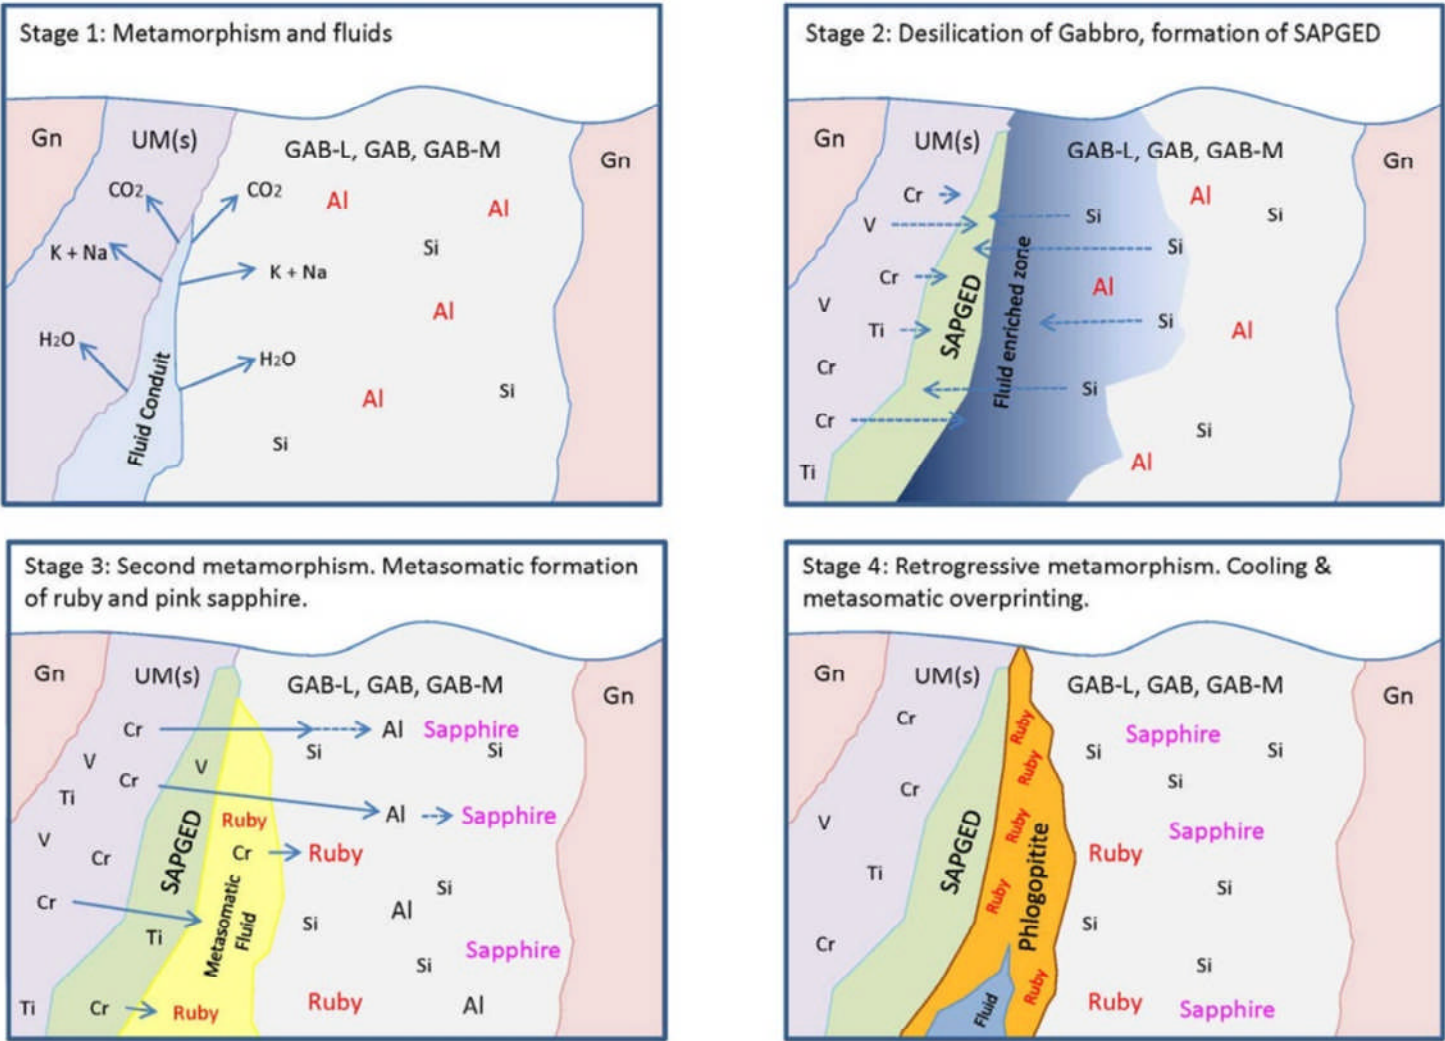 Stage 1: Metamorphism and fluids
Gn
UM(s)
GAB-L, GAB, GAB-M
Gn
CO2
CO2
Al
Al
K + Na
Si
K + Na
Al
H2O
H2O
Fluid Conduit
Al
Si
Si
Stage 2: Desilication of Gabbro, formation of SAPGED
Gn
UM(s)
GAB-L, GAB, GAB-M
Gn
Cr
Al
V
Si
Si
Si
Cr
Al
V
Ti
SAPGED
Fluid enriched zone
Si
Al
Cr
Si
Cr
Si
Ti
Al
Stage 3: Second metamorphism. Metasomatic formation
of ruby and pink sapphire.
Gn
UM(s)
GAB-L, GAB, GAB-M
Gn
Cr
Al
Sapphire
Si
Si
V
V
Cr
Ti
Al
Sapphire
Ruby
V
Cr
SAPGED
Cr
Ruby
Si
Cr
Al
Metasomatic
Fluid
Si
Ti
Sapphire
Si
Ti
Cr
Ruby
Ruby
Al
Stage 4: Retrogressive metamorphism. Cooling &
metasomatic overprinting.
Gn
UM(s)
GAB-L, GAB, GAB-M
Gn
Cr
Ruby
Sapphire
Si
Si
Ruby
Si
Cr
V
Ruby
Sapphire
SAPGED
Phlogopitite
Ruby
Ti
Ruby
Si
Si
Cr
Si
Ruby
Fluid
Ruby
Sapphire